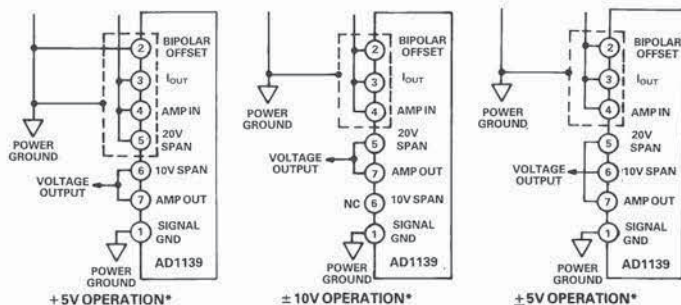 2
BIPOLAR
OFFSET
3
IOUT
4
AMP IN
5
20V
SPAN
POWER
GROUND
6
10V SPAN
VOLTAGE
OUTPUT
7
AMP OUT
1
SIGNAL
GND
POWER
GROUND
AD1139
+5V OPERATION*
2
BIPOLAR
OFFSET
3
IOUT
4
AMP IN
POWER
GROUND
5
20V
SPAN
VOLTAGE
OUTPUT
7
AMP OUT
NC
6
10V SPAN
1
SIGNAL
GND
POWER
GROUND
AD1139
±10V OPERATION*
2
BIPOLAR
OFFSET
3
IOUT
4
AMP IN
POWER
GROUND
5
20V
SPAN
VOLTAGE
OUTPUT
6
10V SPAN
7
AMP OUT
1
SIGNAL
GND
POWER
GROUND
AD1139
±5V OPERATION*